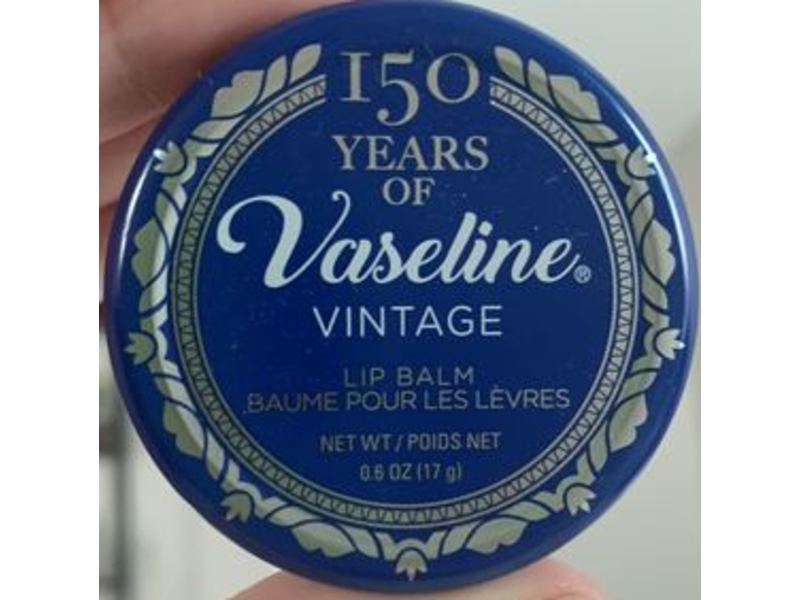 150
YEARS
OF
Vaseline®
VINTAGE
LIP BALM
BAUME POUR LES LÈVRES
NET WT / POIDS NET
0.6 OZ (17 g)